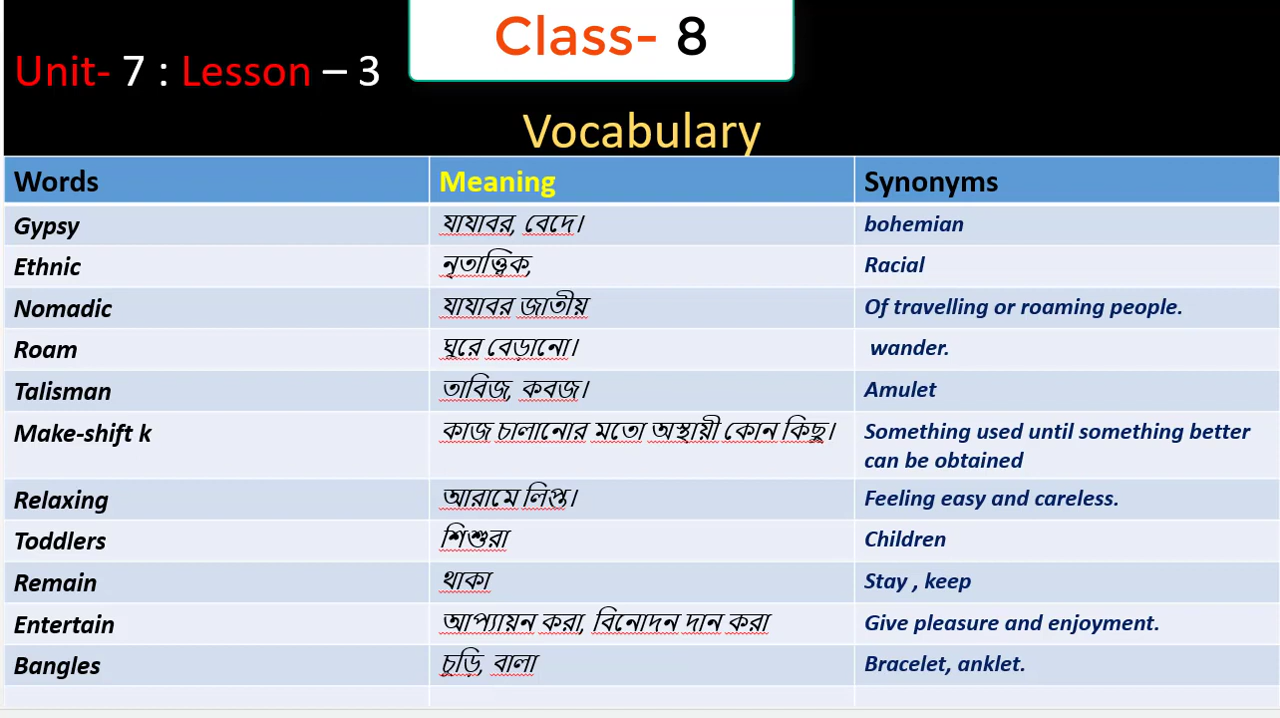 Class- 8
Unit- 7 : Lesson – 3
Vocabulary
Words Meaning Synonyms
Gypsy যাযাবর, বেদে। bohemian
Ethnic নৃতাত্ত্বিক, Racial
Nomadic যাযাবর জাতীয় Of travelling or roaming people.
Roam ঘুরে বেড়ানো। wander.
Talisman তাবিজ, কবজ। Amulet
Make-shift k কাজ চালানোর মতো অস্থায়ী কোন কিছু। Something used until something better
can be obtained
Relaxing আরামে লিপ্ত। Feeling easy and careless.
Toddlers শিশুরা Children
Remain থাকা Stay , keep
Entertain আপ্যায়ন করা, বিনোদন দান করা Give pleasure and enjoyment.
Bangles চুড়ি, বালা Bracelet, anklet.